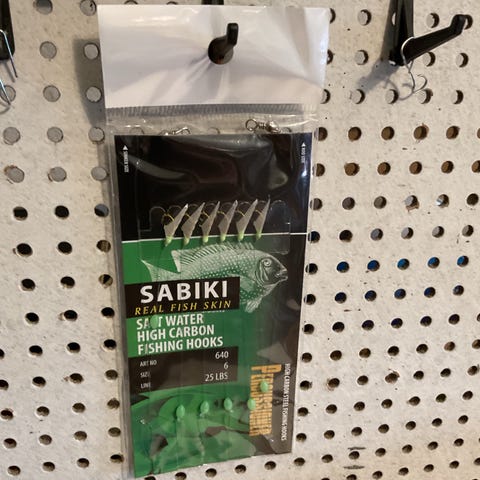 SABIKI
REAL FISH SKIN
SALT WATER
HIGH CARBON
FISHING HOOKS
ART NO 640
SIZE 6
LINE 25 LBS
HIGH CARBON STEEL FISHING HOOKS